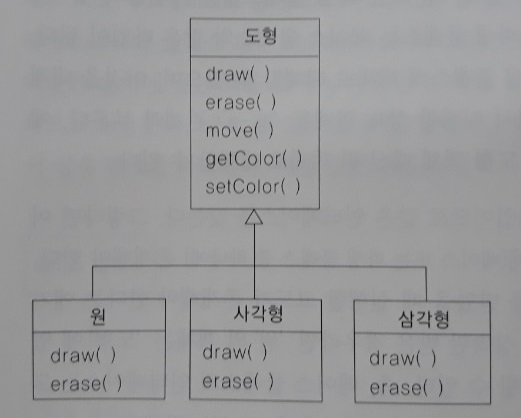 도형
draw( )
erase( )
move( )
getColor( )
setColor( )
원
draw( )
erase( )
사각형
draw( )
erase( )
삼각형
draw( )
erase( )